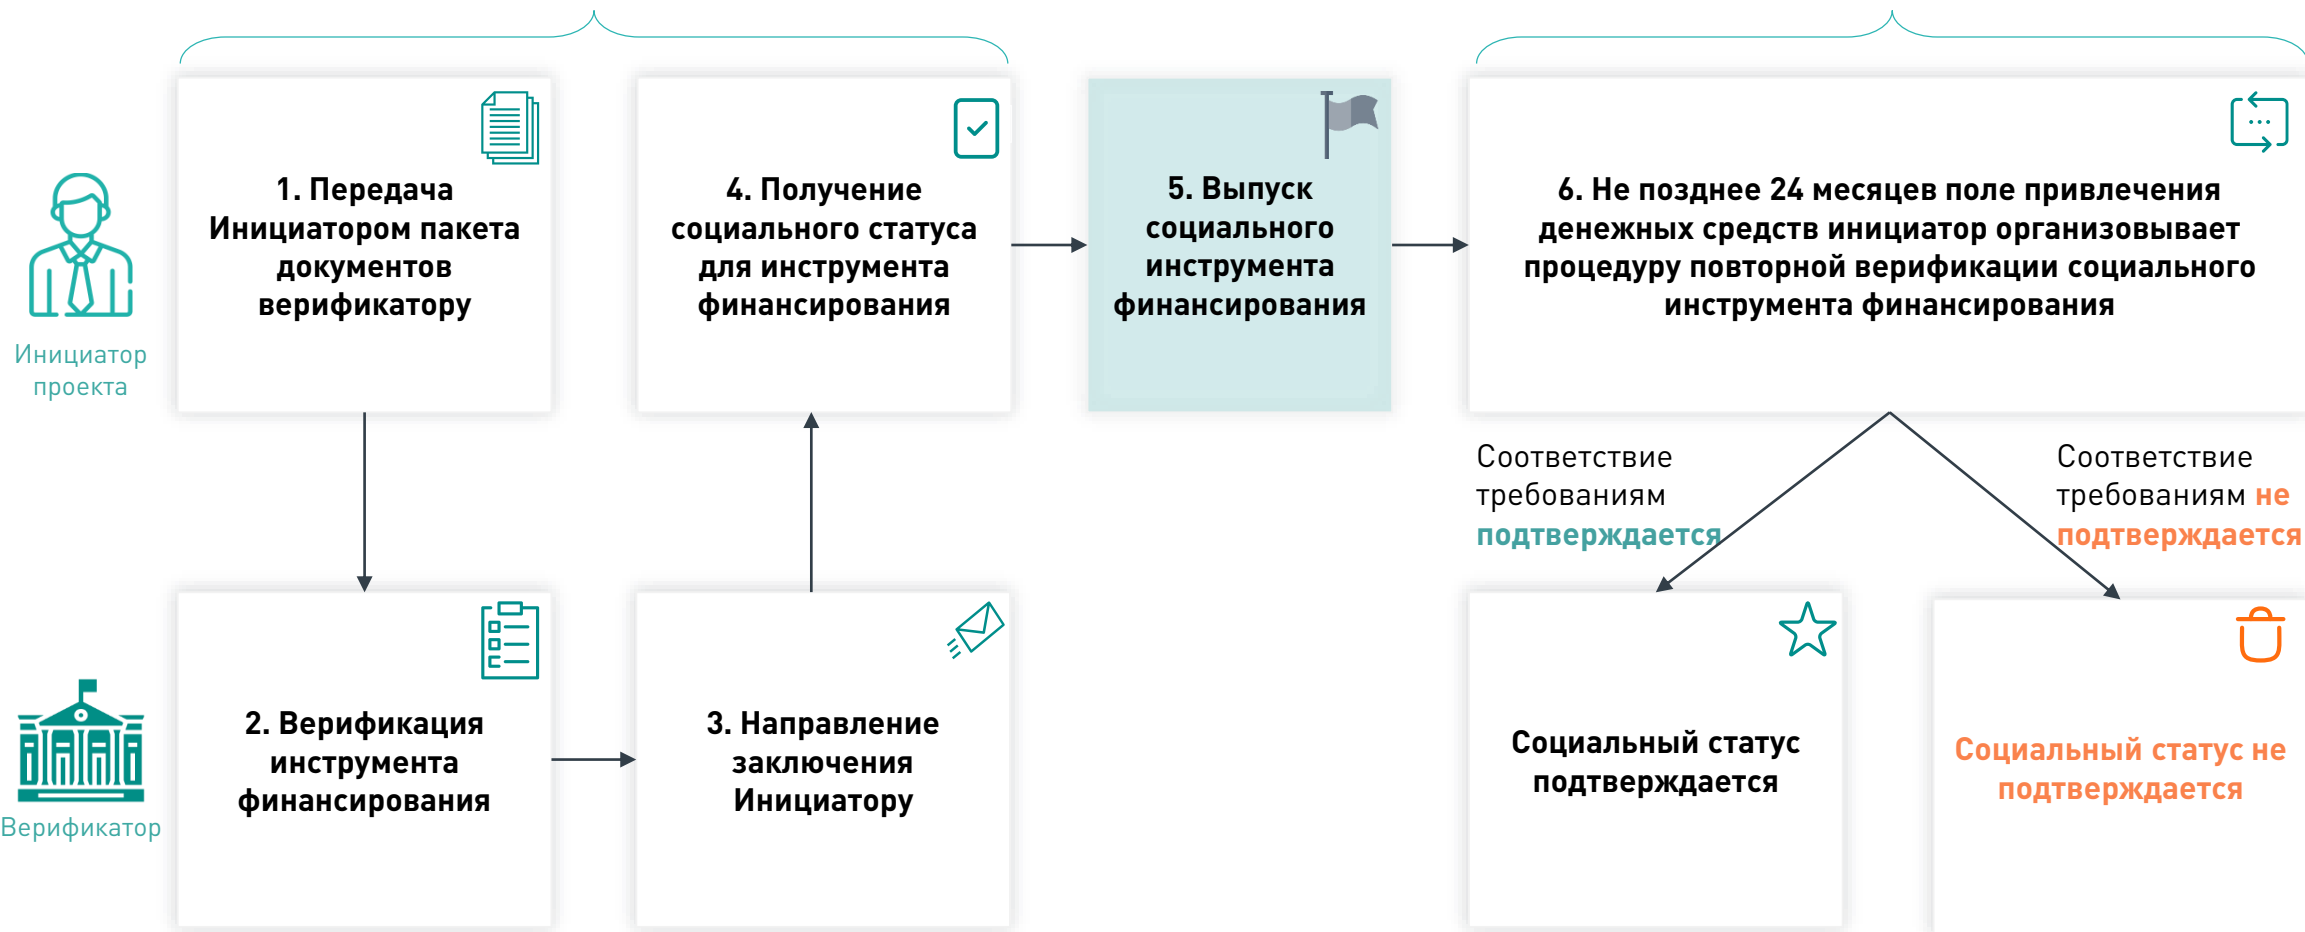 Инициатор
проекта
1. Передача
Инициатором пакета
документов
верификатору
4. Получение
социального статуса
для инструмента
финансирования
5. Выпуск
социального
инструмента
финансирования
6. Не позднее 24 месяцев поле привлечения
денежных средств инициатор организовывает
процедуру повторной верификации социального
инструмента финансирования
Соответствие
требованиям
подтверждается
Соответствие
требованиям не
подтверждается
Верификатор
2. Верификация
инструмента
финансирования
3. Направление
заключения
Инициатору
Социальный статус
подтверждается
Социальный статус не
подтверждается